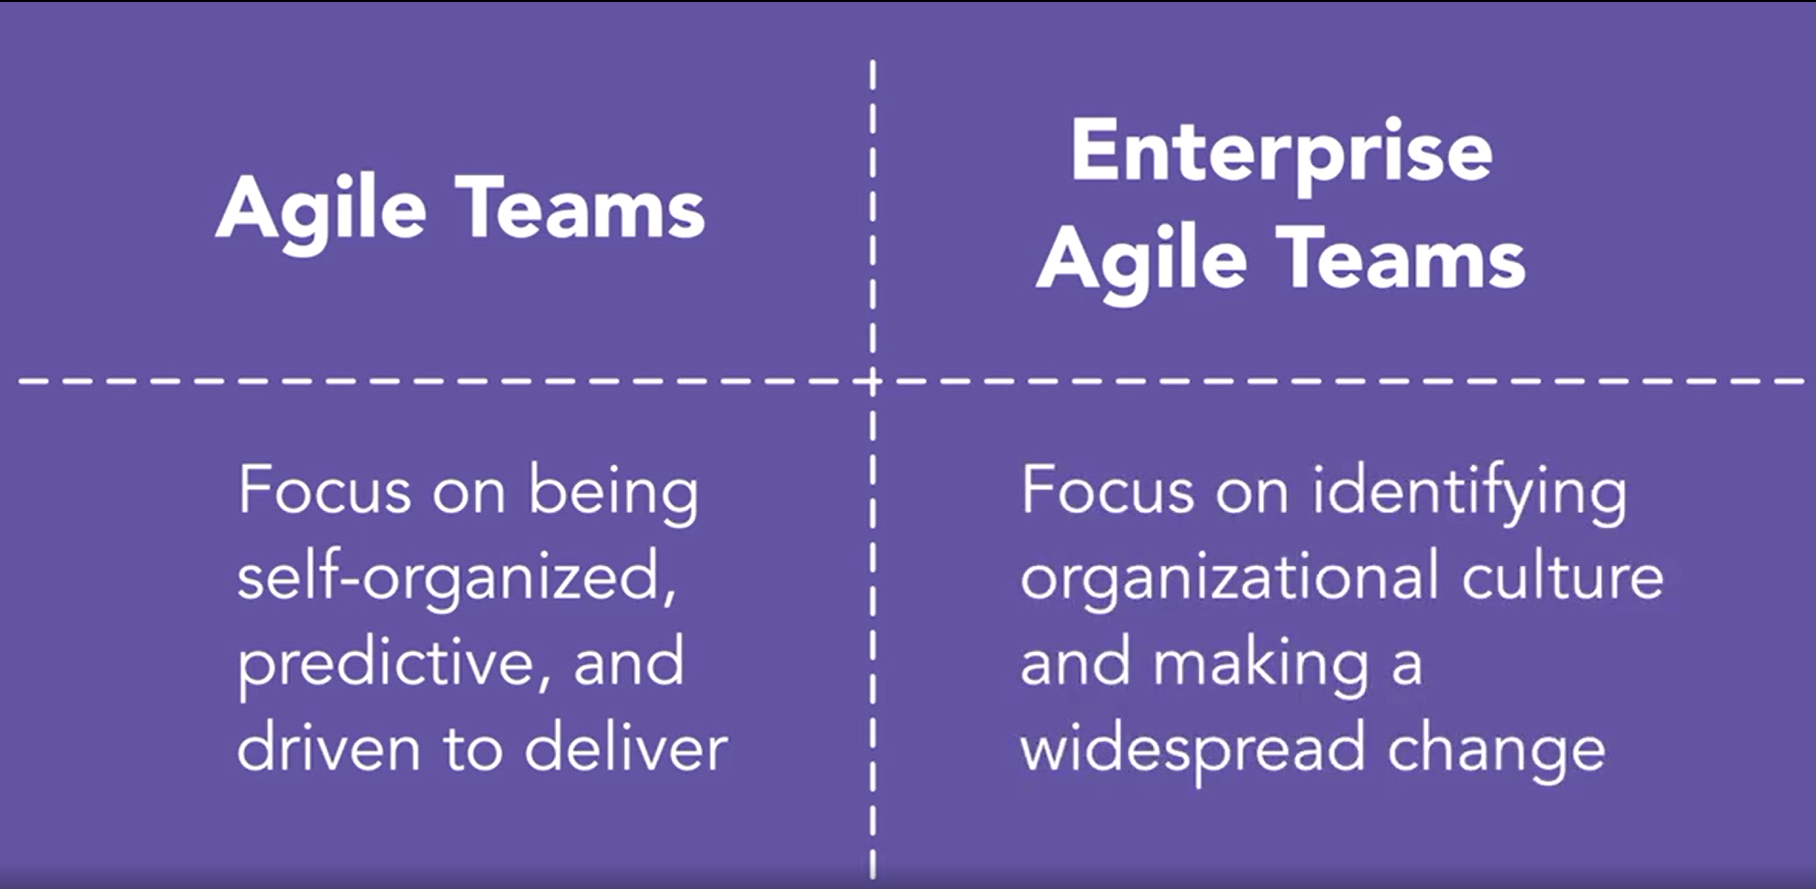 Agile Teams
Enterprise
Agile Teams
Focus on being
self-organized,
predictive, and
driven to deliver
Focus on identifying
organizational culture
and making a
widespread change